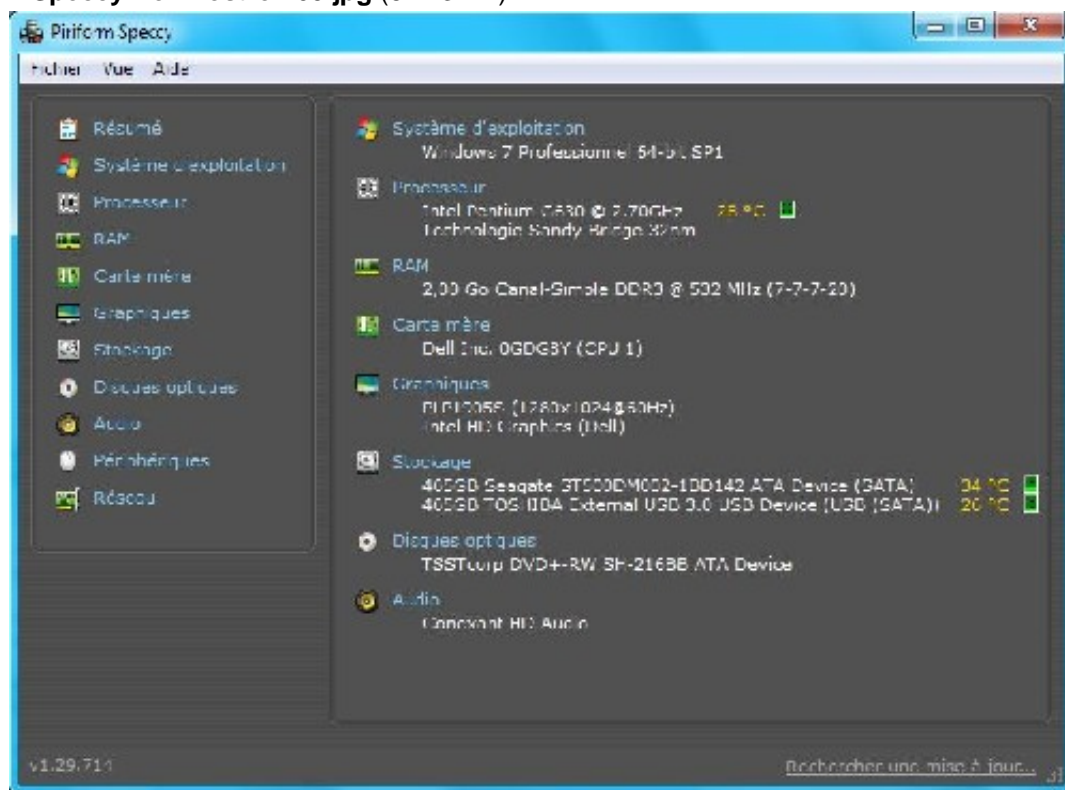 Piriform Speccy
Fichier Vue Aide
Résumé
Système d'exploitation
Processeur
RAM
Carte mère
Graphiques
Stockage
Disques optiques
Audio
Périphériques
Réseau
Système d'exploitation
Windows 7 Professionnel 64-bit SP1
Processeur
Intel Pentium G630 @ 2.70GHz 28 °C
Technologie Sandy Bridge 32nm
RAM
2,00 Go Canal-Simple DDR3 @ 532 MHz (7-7-7-20)
Carte mère
Dell Inc. (CPU 1)
Graphiques
(1280x1024@60Hz)
Intel HD Graphics (Dell)
Stockage
465GB Seagate ST500DM002-1BD142 ATA Device (SATA) 34 °C
465GB TOSHIBA External USB 3.0 USB Device (USB (SATA)) 26 °C
Disques optiques
TSSTcorp DVD+-RW SH-216BB ATA Device
Audio
Conexant HD Audio
v1.29.714
Rechercher une mise à jour...